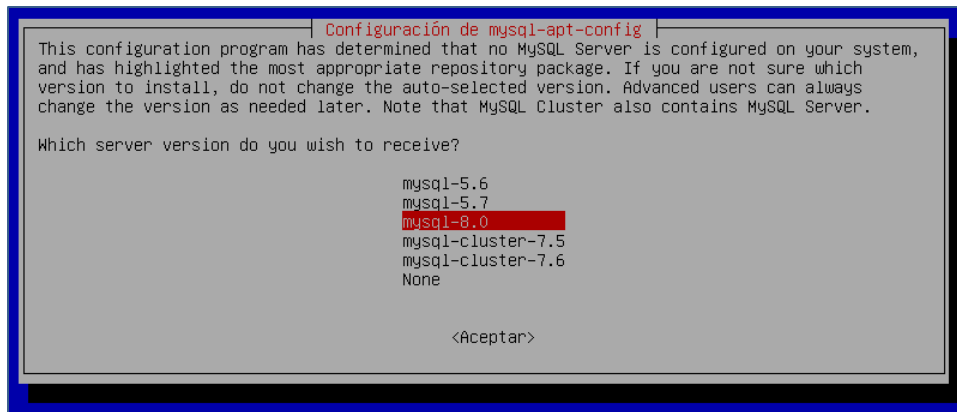 Configuración de mysql-apt-config
This configuration program has determined that no MySQL Server is configured on your system,
and has highlighted the most appropriate repository package. If you are not sure which
version to install, do not change the auto-selected version. Advanced users can always
change the version as needed later. Note that MySQL Cluster also contains MySQL Server.
Which server version do you wish to receive?
mysql-5.6
mysql-5.7
mysql-8.0
mysql-cluster-7.5
mysql-cluster-7.6
None
<Aceptar>